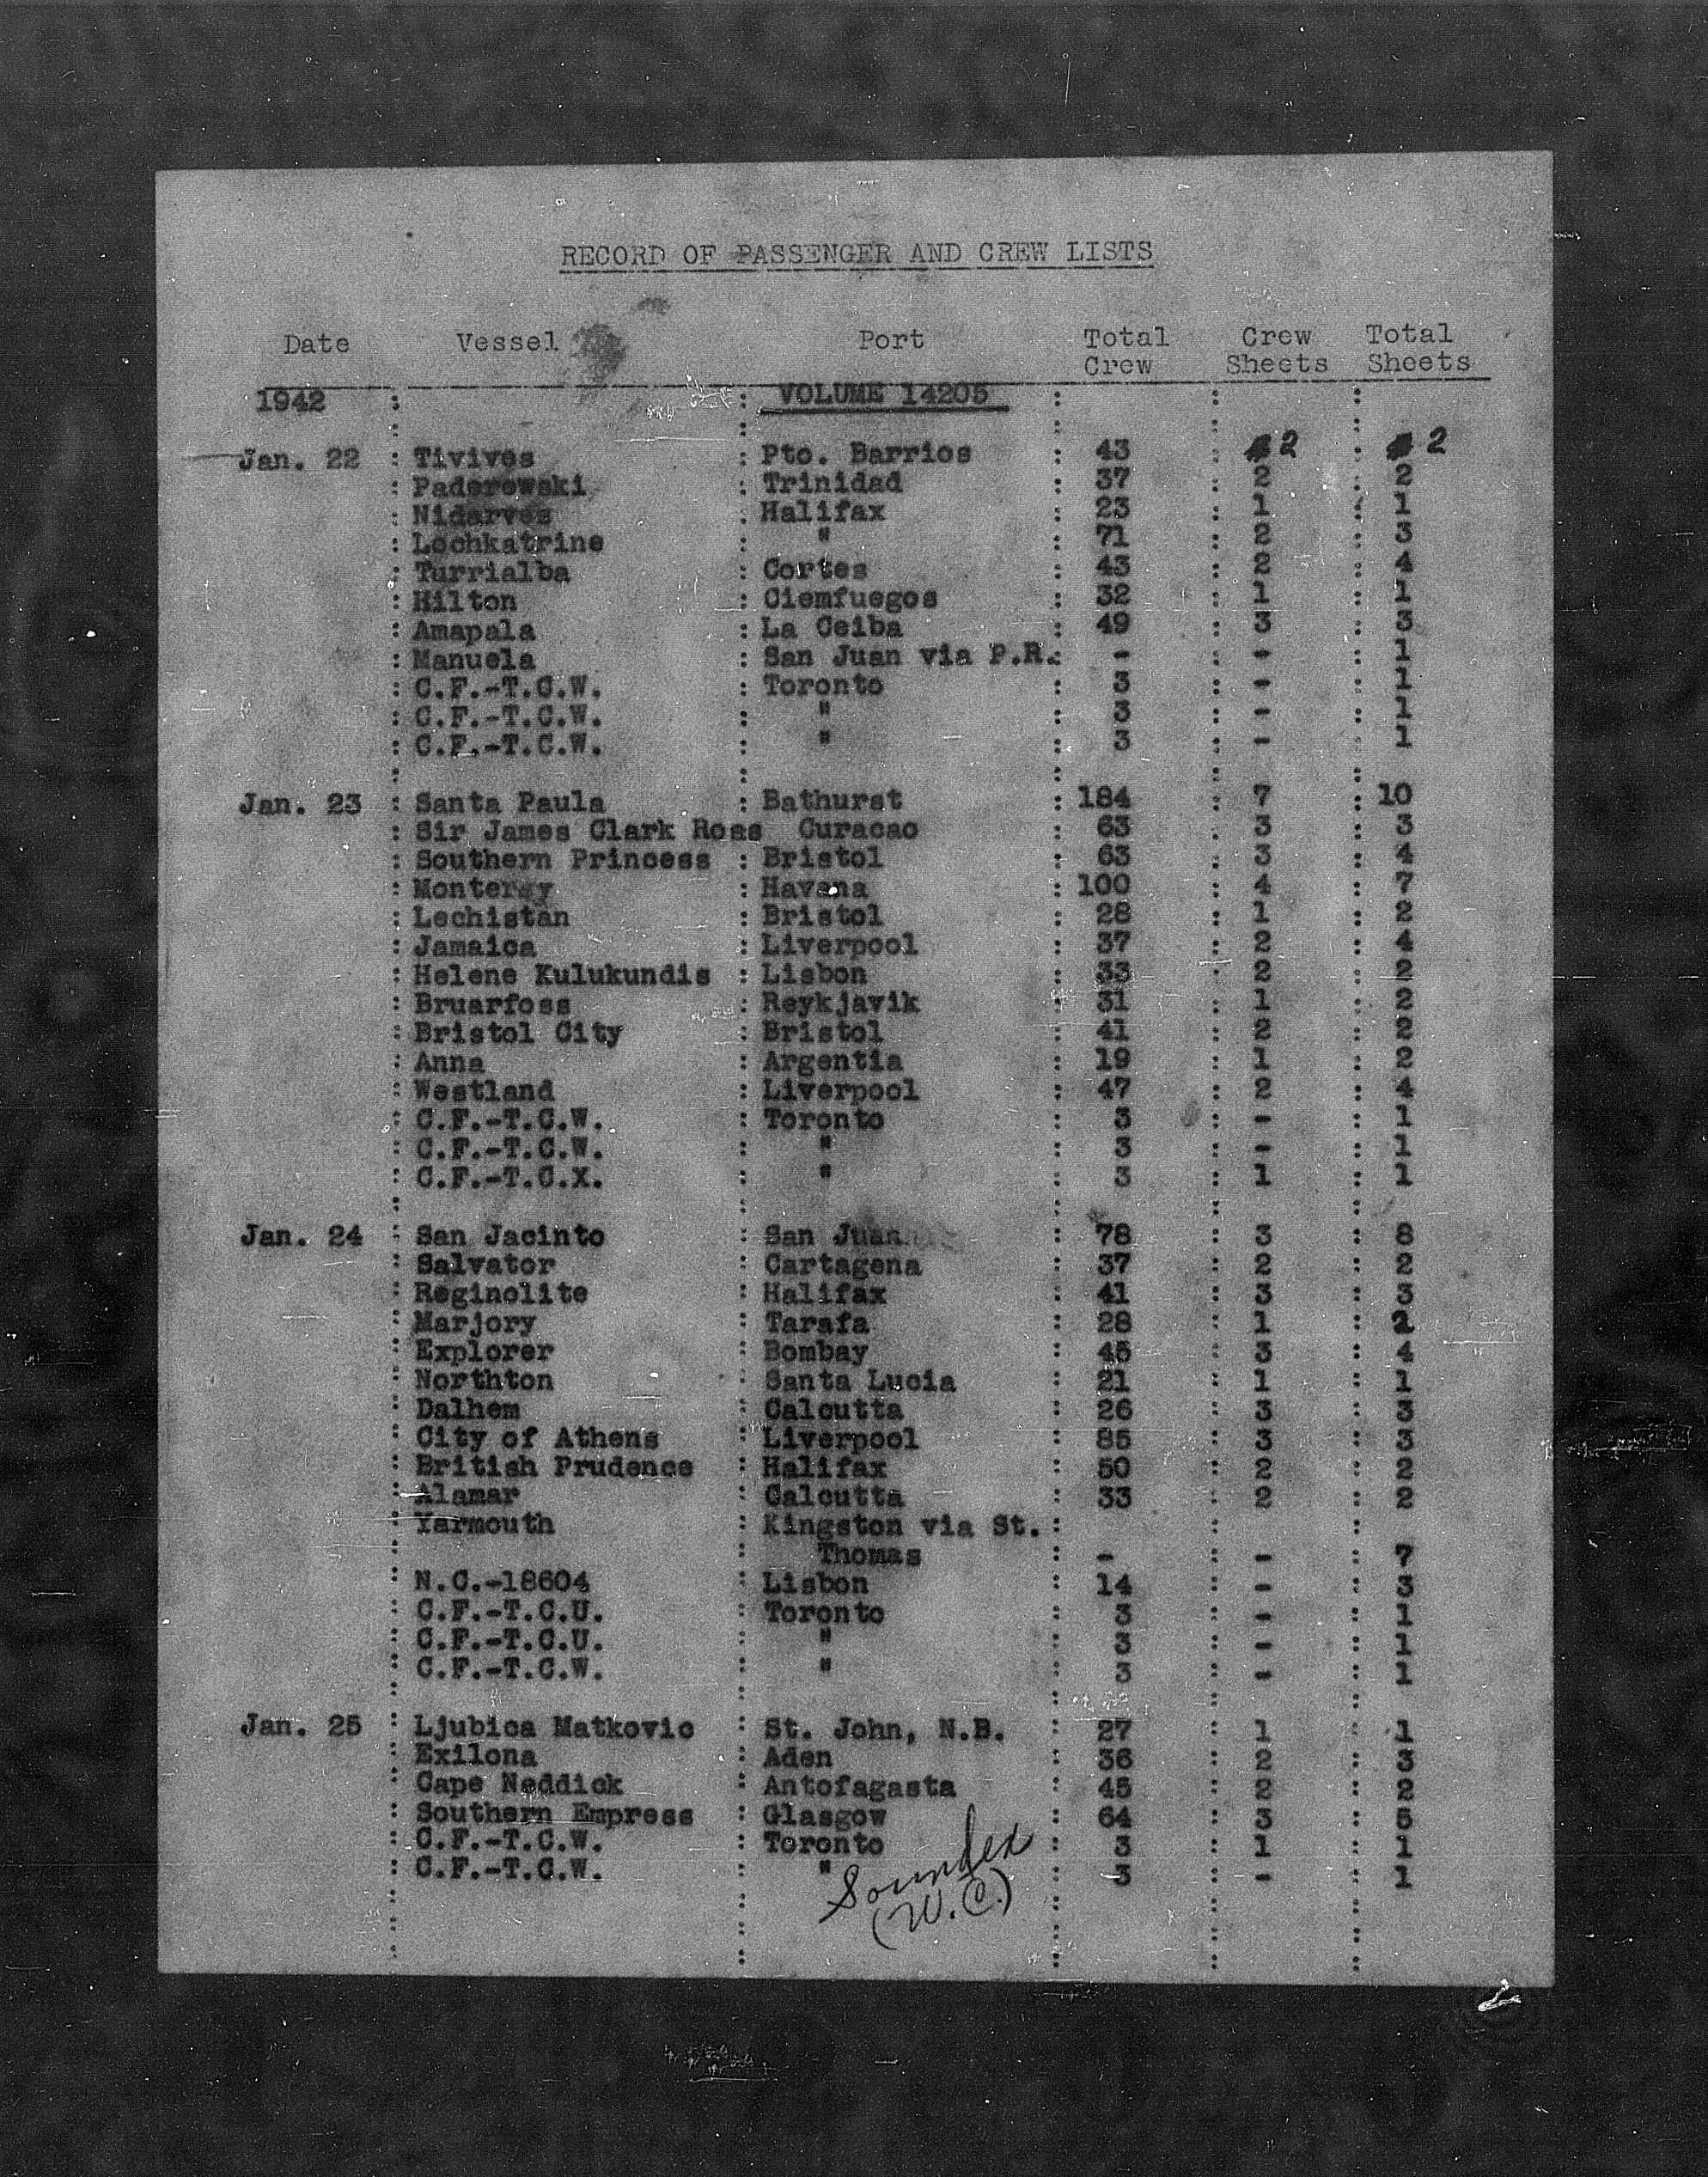 RECORD OF PASSENGER AND CREW LISTS
Date Vessel Port Total Crew Total
Crew Sheets Sheets
1942 : : VOLUME 14205 : : :
Jan. 22 : Tivives : Pto. Barrios : 43 : 2 : 2
: Paderewski : Trinidad : 37 : 2 : 2
: Nidarves : Halifax : 23 : 1 : 1
: Lochkatrine : " : 71 : 2 : 3
: Turrialba : Cortes : 43 : 2 : 4
: Hilton : Ciemfuegos : 32 : 1 : 1
: Amapala : La Ceiba : 49 : 3 : 3
: Manuela : San Juan via P.R.: - : - : 1
: C.F.-T.C.W. : Toronto : 3 : - : 1
: C.F.-T.C.W. : " : 3 : - : 1
: C.F.-T.C.W. : " : 3 : - : 1
Jan. 23 : Santa Paula : Bathurst : 184 : 7 : 10
: Sir James Clark Ross Curacao : 63 : 3 : 3
: Southern Princess : Bristol : 63 : 3 : 4
: Monterey : Havana : 100 : 4 : 7
: Lechistan : Bristol : 28 : 1 : 2
: Jamaica : Liverpool : 37 : 2 : 4
: Helene Kulukundis : Lisbon : 33 : 2 : 2
: Bruarfoss : Reykjavik : 31 : 1 : 2
: Bristol City : Bristol : 41 : 2 : 2
: Anna : Argentia : 19 : 1 : 2
: Westland : Liverpool : 47 : 2 : 4
: C.F.-T.C.W. : Toronto : 3 : - : 1
: C.F.-T.C.W. : " : 3 : - : 1
: C.F.-T.C.X. : " : 3 : 1 : 1
Jan. 24 : San Jacinto : San Juan : 78 : 3 : 8
: Salvator : Cartagena : 37 : 2 : 2
: Reginolite : Halifax : 41 : 3 : 3
: Marjory : Tarafa : 28 : 1 : 2
: Explorer : Bombay : 45 : 3 : 4
: Northton : Santa Lucia : 21 : 1 : 1
: Dalhem : Calcutta : 26 : 3 : 3
: City of Athens : Liverpool : 85 : 3 : 3
: British Prudence : Halifax : 50 : 2 : 2
: Alamar : Calcutta : 33 : 2 : 2
: Yarmouth : Kingston via St. : : :
: Thomas : - : - : 7
: N.C.-18604 : Lisbon : 14 : - : 3
: C.F.-T.C.U. : Toronto : 3 : - : 1
: C.F.-T.C.U. : " : 3 : - : 1
: C.F.-T.C.W. : " : 3 : - : 1
Jan. 25 : Ljubica Matkovic : St. John, N.B. : 27 : 1 : 1
: Exilona : Aden : 36 : 2 : 3
: Cape Neddick : Antofagasta : 45 : 2 : 2
: Southern Empress : Glasgow : 64 : 3 : 5
: C.F.-T.C.W. : Toronto : 3 : 1 : 1
: C.F.-T.C.W. : " : 3 : - : 1
Soundex
(W.C.)